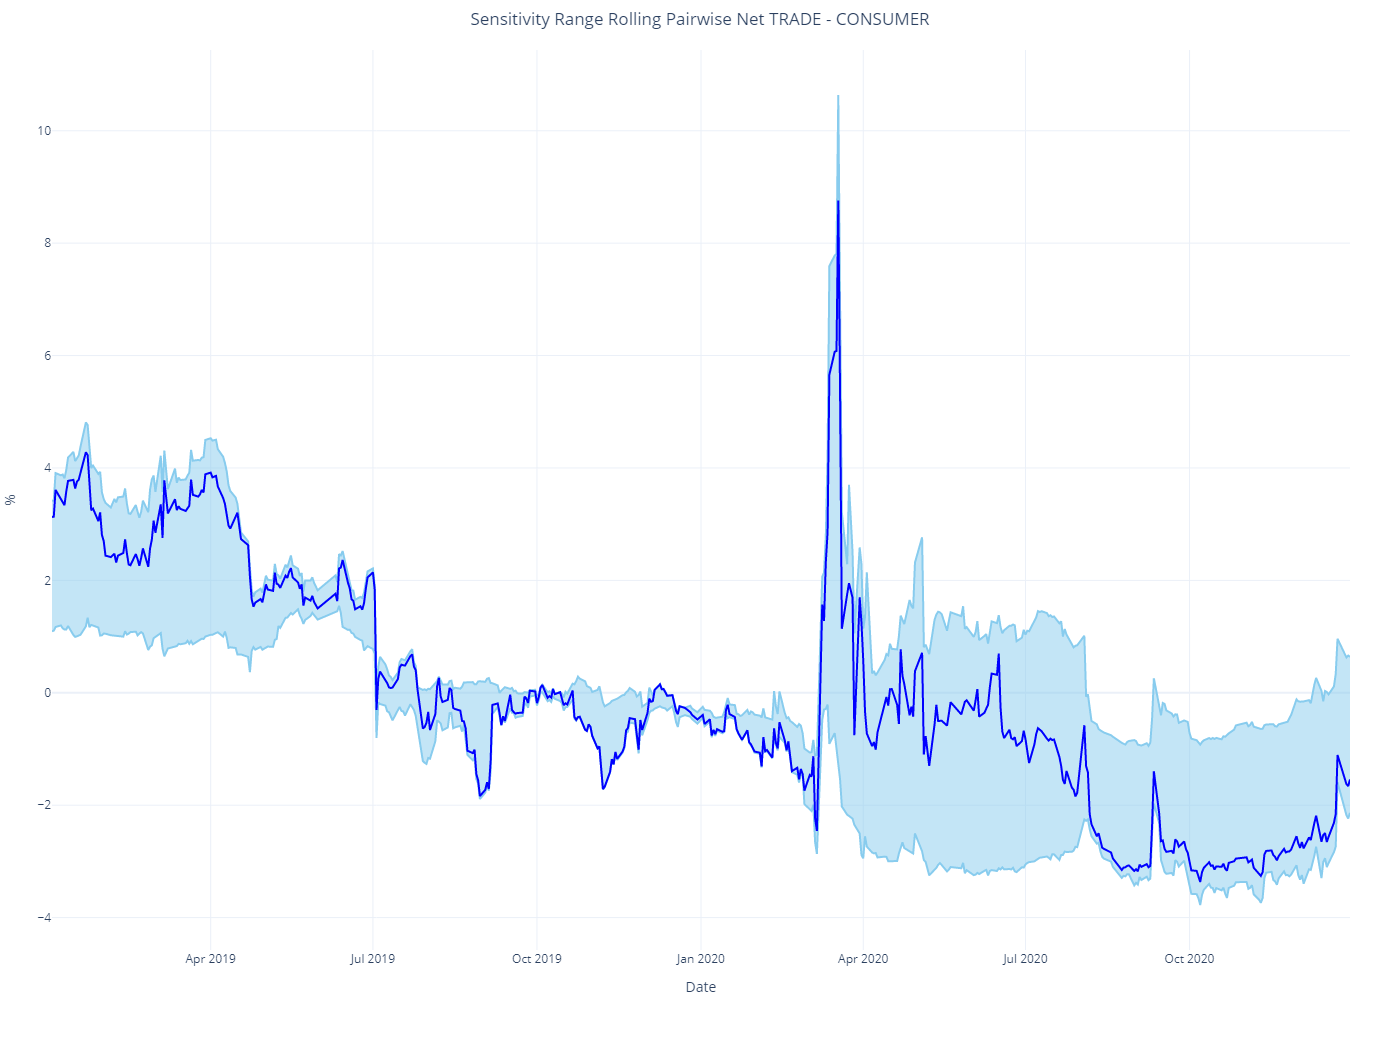 Sensitivity Range Rolling Pairwise Net TRADE - CONSUMER
10
8
6
4
2
0
−2
−4
%
Apr 2019
Jul 2019
Oct 2019
Jan 2020
Apr 2020
Jul 2020
Oct 2020
Date